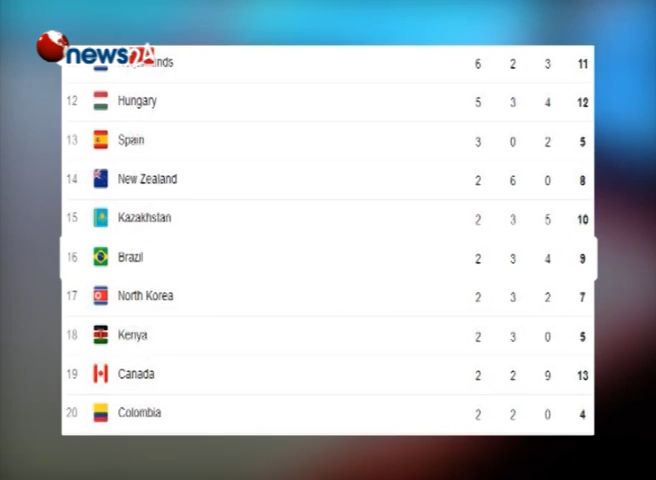 news24
6 2 3 11
12 Hungary 5 3 4 12
13 Spain 3 0 2 5
14 New Zealand 2 6 0 8
15 Kazakhstan 2 3 5 10
16 Brazil 2 3 4 9
17 North Korea 2 3 2 7
18 Kenya 2 3 0 5
19 Canada 2 2 9 13
20 Colombia 2 2 0 4